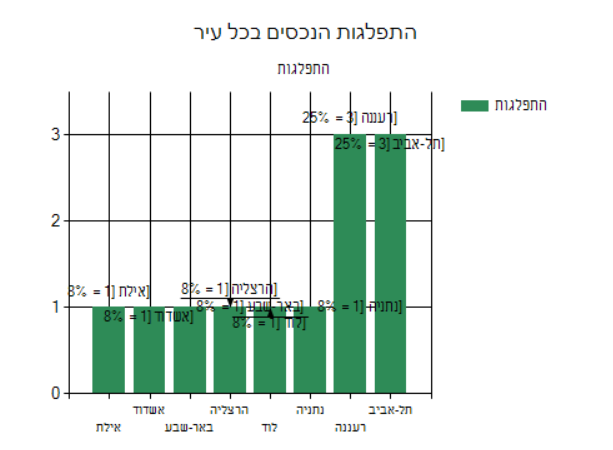 התפלגות הנכסים בכל עיר
התפלגות
התפלגות
3
2
1
0
רעננה [3 = 25%]
תל-אביב [3 = 25%]
אילת [1 = 8%]
הרצליה [1 = 8%]
באר-שבע [1 = 8%]
נתניה [1 = 8%]
אשדוד [1 = 8%]
לוד [1 = 8%]
אילת
אשדוד
באר-שבע
הרצליה
לוד
נתניה
רעננה
תל-אביב